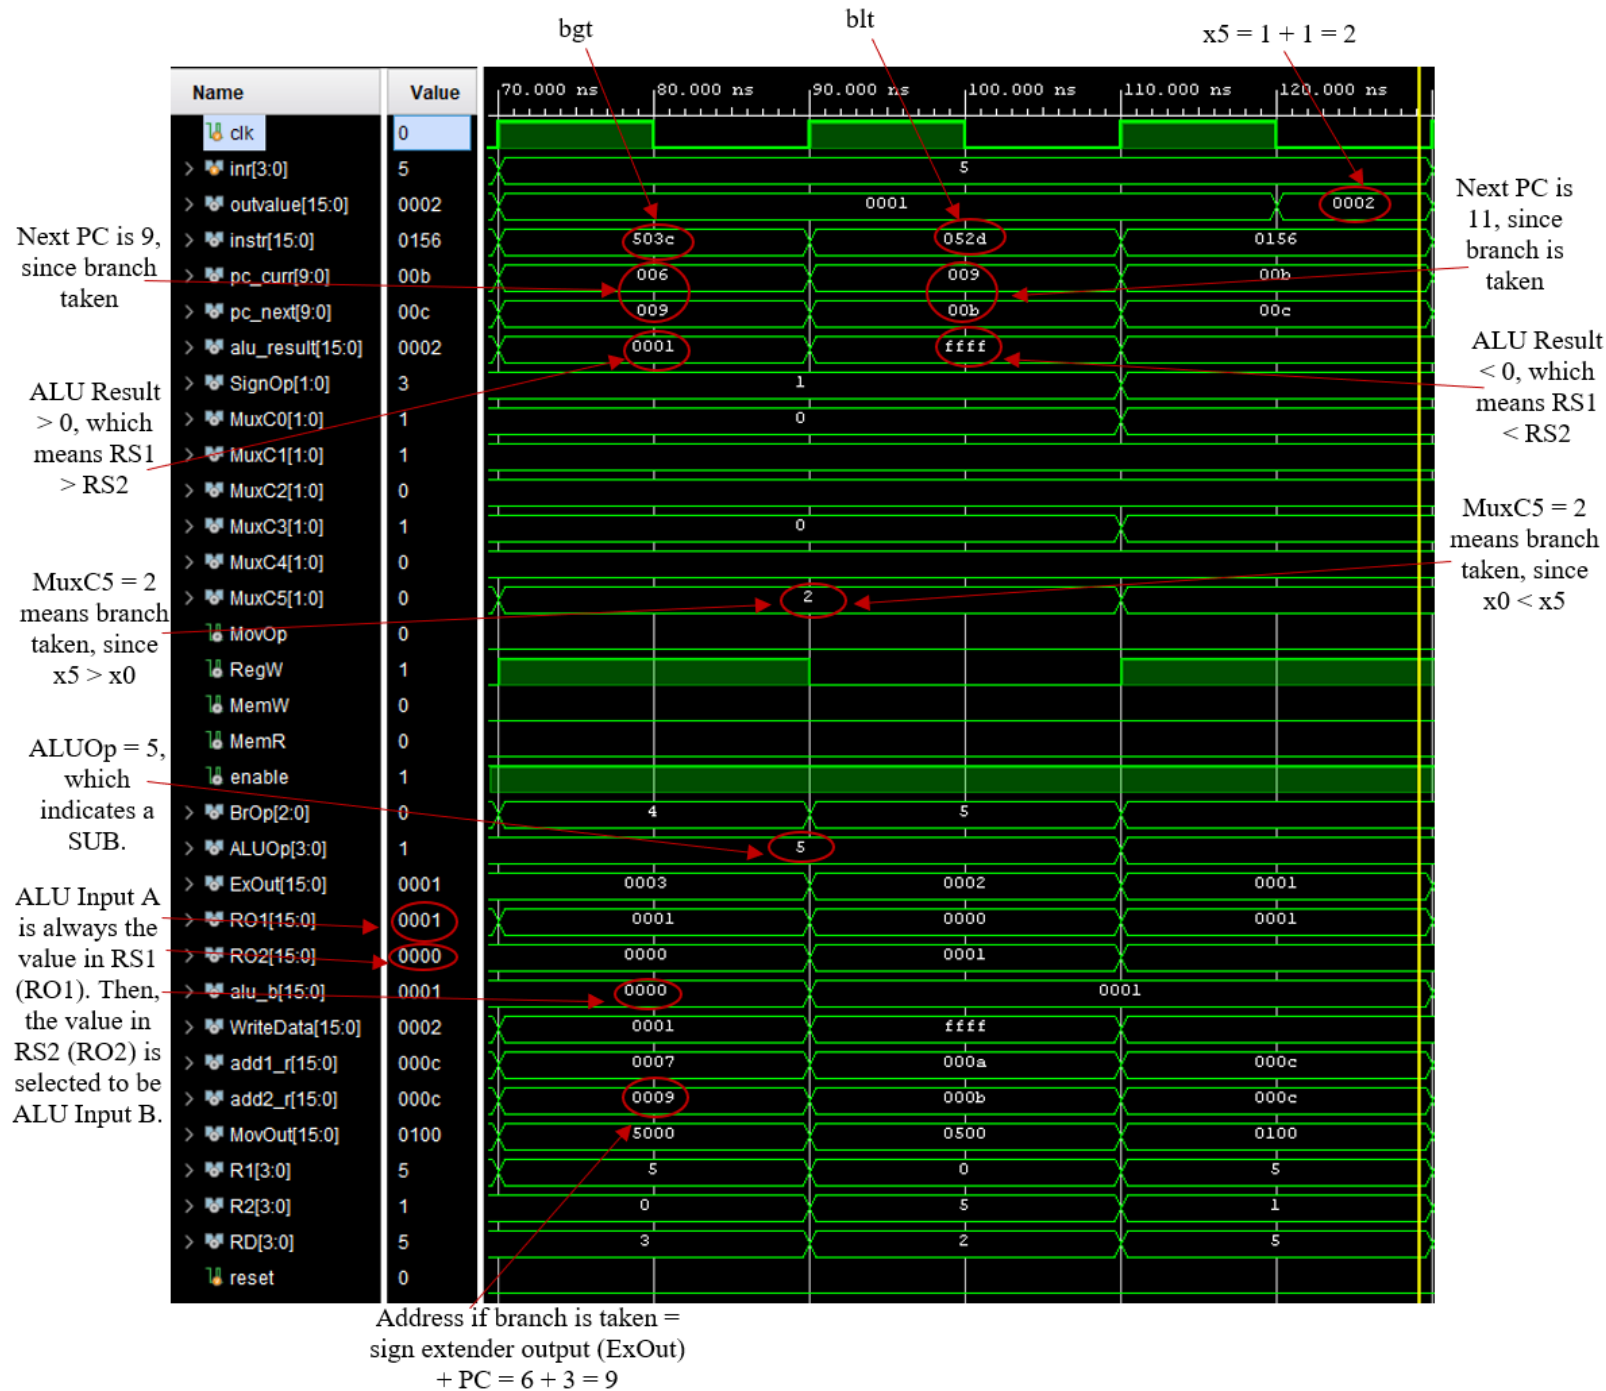 bgt
blt
x5 = 1 + 1 = 2
Name Value 70.000 ns 80.000 ns 90.000 ns 100.000 ns 110.000 ns 120.000 ns
clk 0
inr[3:0] 5 5
outvalue[15:0] 0002 0001 0002
instr[15:0] 0156 503c 052d 0156
pc_curr[9:0] 00b 006 009 00b
pc_next[9:0] 00c 009 00b 00c
alu_result[15:0] 0002 0001 ffff
SignOp[1:0] 3 1
MuxC0[1:0] 1 0
MuxC1[1:0] 1
MuxC2[1:0] 0
MuxC3[1:0] 1 0
MuxC4[1:0] 0
MuxC5[1:0] 0 2
MovOp 0
RegW 1
MemW 0
MemR 0
enable 1
BrOp[2:0] 0 4 5
ALUOp[3:0] 1 5
ExOut[15:0] 0001 0003 0002 0001
RO1[15:0] 0001 0001 0000 0001
RO2[15:0] 0000 0000 0001
alu_b[15:0] 0001 0000 0001
WriteData[15:0] 0002 0001 ffff
add1_r[15:0] 000c 0007 000a 000c
add2_r[15:0] 000c 0009 000b 000c
MovOut[15:0] 0100 5000 0500 0100
R1[3:0] 5 5 0 5
R2[3:0] 1 0 5 1
RD[3:0] 5 3 2 5
reset 0
Next PC is 9,
since branch
taken
ALU Result
> 0, which
means RS1
> RS2
MuxC5 = 2
means branch
taken, since
x5 > x0
ALUOp = 5,
which
indicates a
SUB.
ALU Input A
is always the
value in RS1
(RO1). Then,
the value in
RS2 (RO2) is
selected to be
ALU Input B.
Next PC is
11, since
branch is
taken
ALU Result
< 0, which
means RS1
< RS2
MuxC5 = 2
means branch
taken, since
x0 < x5
Address if branch is taken =
sign extender output (ExOut)
+ PC = 6 + 3 = 9